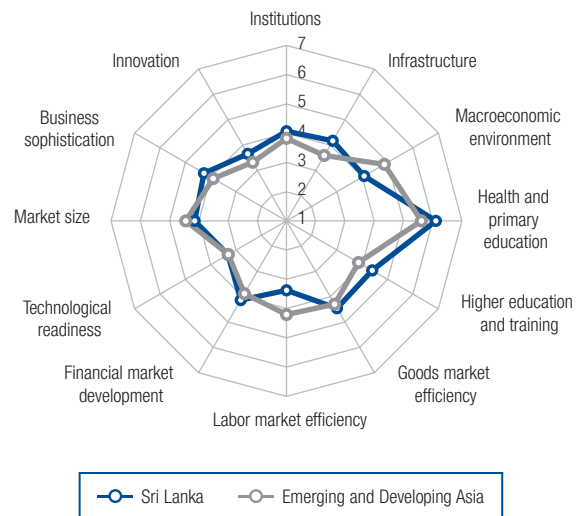 Institutions
7
6
5
4
3
2
1
Infrastructure
Macroeconomic
environment
Health and
primary
education
Higher education
and training
Goods market
efficiency
Labor market efficiency
Financial market
development
Technological
readiness
Market size
Business
sophistication
Innovation
Sri Lanka
Emerging and Developing Asia